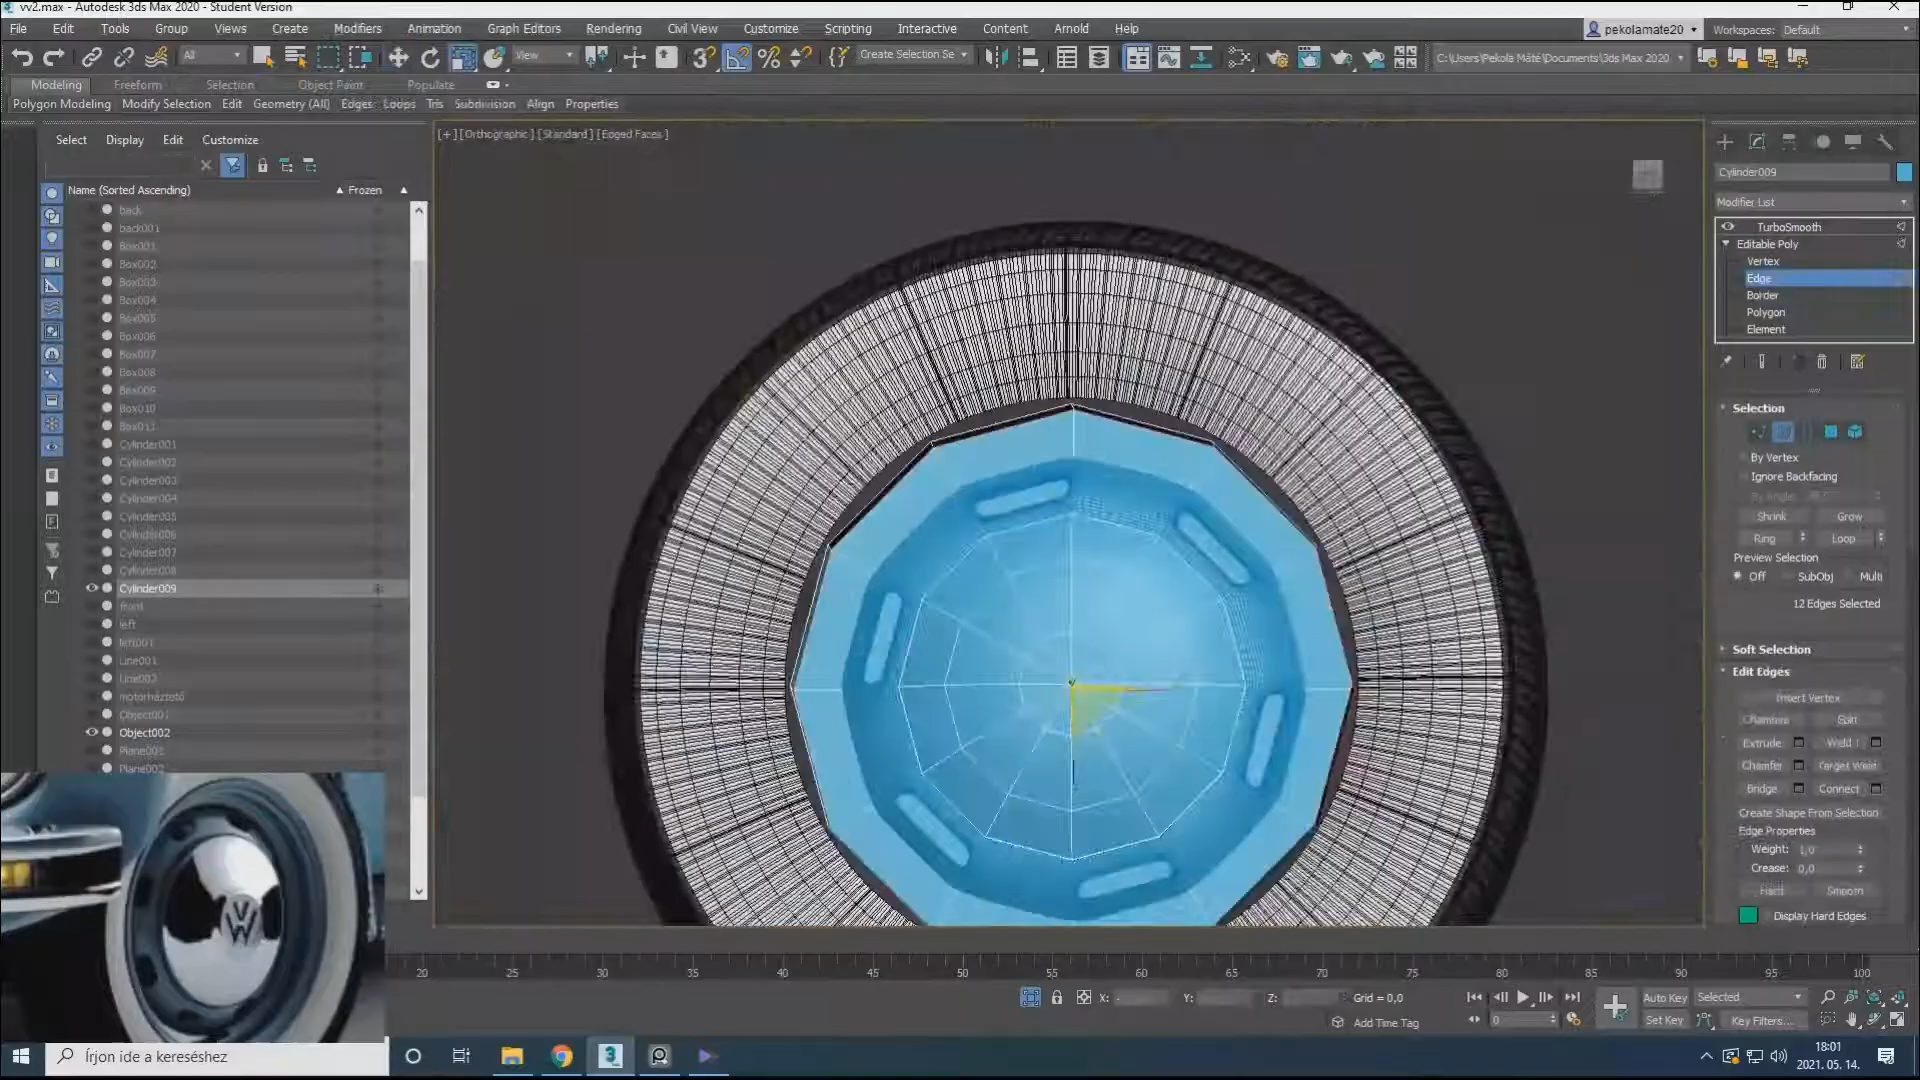 vv2.max - Autodesk 3ds Max 2020 - Student Version
File Edit Tools Group Views Create Modifiers Animation Graph Editors Rendering Civil View Customize Scripting Interactive Content Arnold Help
pekolamate20
Workspaces: Default
All
View
Create Selection Se
C:\Users\Pekola Máté\Documents\3ds Max 2020
Modeling Freeform Selection Object Paint Populate
Polygon Modeling Modify Selection Edit Geometry (All) Edges Loops Tris Subdivision Align Properties
Select Display Edit Customize
Name (Sorted Ascending) Frozen
back
back001
Box001
Box002
Box003
Box004
Box005
Box006
Box007
Box008
Box009
Box010
Box011
Cylinder001
Cylinder002
Cylinder003
Cylinder004
Cylinder005
Cylinder006
Cylinder007
Cylinder008
Cylinder009
front
left
left001
Line001
Line002
motorháztető
Object001
Object002
Plane001
Plane002
[+] [Orthographic] [Standard] [Edged Faces]
Cylinder009
Modifier List
TurboSmooth
Editable Poly
Vertex
Edge
Border
Polygon
Element
Selection
By Vertex
Ignore Backfacing
By Angle:
Shrink Grow
Ring Loop
Preview Selection
Off SubObj Multi
12 Edges Selected
Soft Selection
Edit Edges
Insert Vertex
Remove Split
Extrude Weld
Chamfer Target Weld
Bridge Connect
Create Shape From Selection
Edge Properties
Weight: 1,0
Crease: 0,0
Hard Smooth
Display Hard Edges
VW
20 25 30 35 40 45 50 55 60 65 70 75 80 85 90 95 100
X: Y: Z: Grid = 0,0
Add Time Tag
0
Auto Key Selected
Set Key Key Filters...
Írjon ide a kereséshez
18:01
2021. 05. 14.